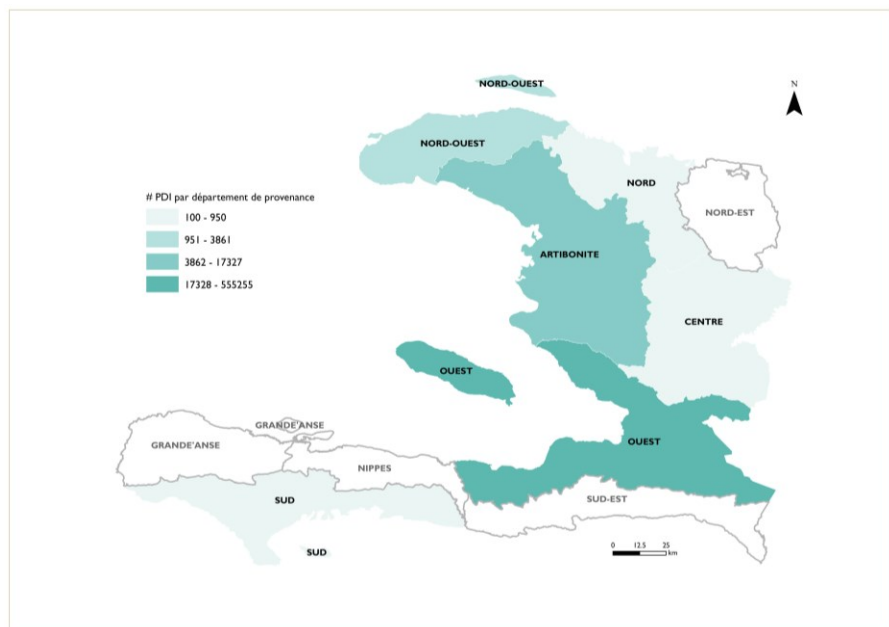 NORD-OUEST
N
NORD-OUEST
NORD
# PDI par département de provenance
100 - 950
951 - 3861
3862 - 17327
17328 - 555255
NORD-EST
ARTIBONITE
CENTRE
OUEST
GRANDE'ANSE
GRANDE'ANSE
OUEST
NIPPES
SUD
SUD-EST
SUD
0 12.5 25
km